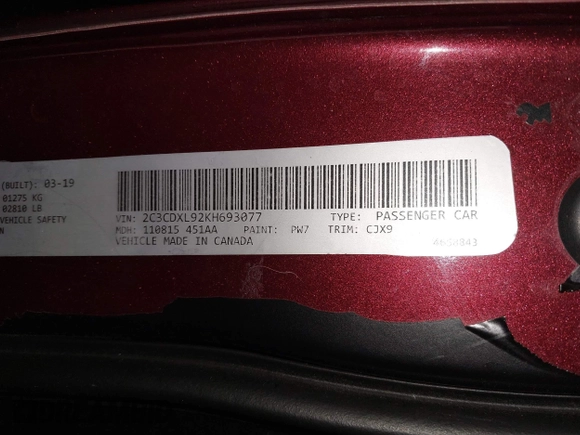 (BUILT): 03-19
01275 KG
02810 LB
VEHICLE SAFETY
N
VIN: 2C3CDXL92KH693077 TYPE: PASSENGER CAR
MDH: 110815 451AA PAINT: PW7 TRIM: CJX9
VEHICLE MADE IN CANADA